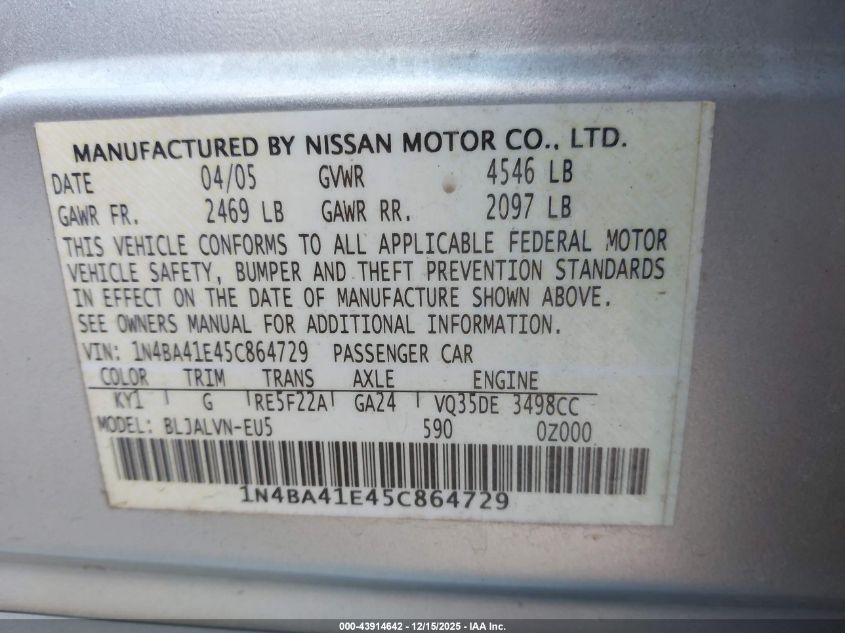 MANUFACTURED BY NISSAN MOTOR CO., LTD.
DATE 04/05 GVWR 4546 LB
GAWR FR. 2469 LB GAWR RR. 2097 LB
THIS VEHICLE CONFORMS TO ALL APPLICABLE FEDERAL MOTOR
VEHICLE SAFETY, BUMPER AND THEFT PREVENTION STANDARDS
IN EFFECT ON THE DATE OF MANUFACTURE SHOWN ABOVE.
SEE OWNERS MANUAL FOR ADDITIONAL INFORMATION.
VIN: 1N4BA41E45C864729 PASSENGER CAR
COLOR TRIM TRANS AXLE ENGINE
KY1 G RE5F22A GA24 VQ35DE 3498CC
MODEL: BLJALVN-EU5 590 0Z000
1N4BA41E45C864729
000-43914642 - 12/15/2025 - IAA Inc.